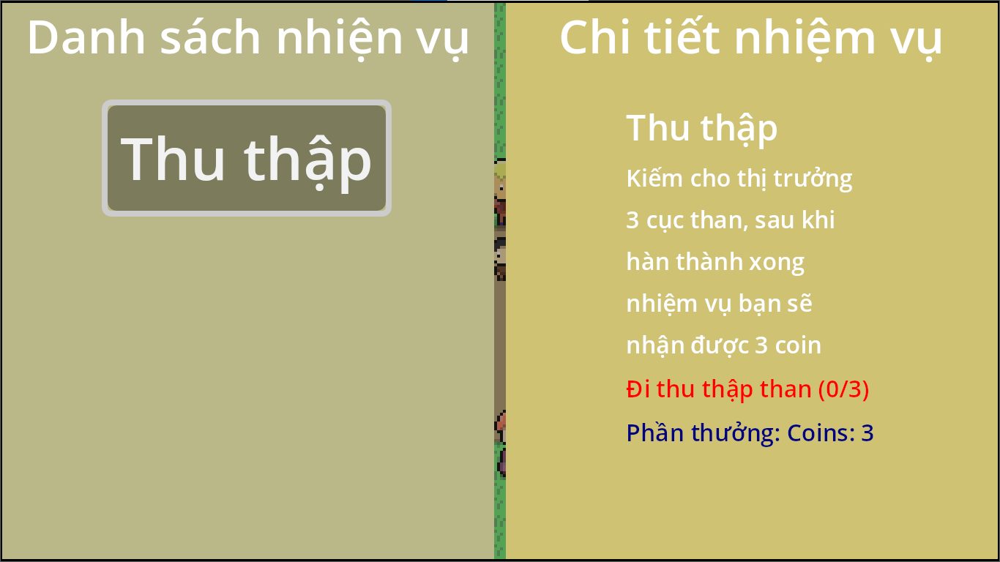 Danh sách nhiện vụ
Thu thập
Chi tiết nhiệm vụ
Thu thập
Kiếm cho thị trưởng
3 cục than, sau khi
hàn thành xong
nhiệm vụ bạn sẽ
nhận được 3 coin
Đi thu thập than (0/3)
Phần thưởng: Coins: 3